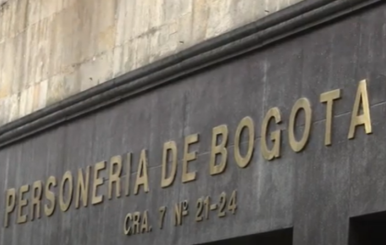 PERSONERIA DE BOGOTA
CRA. 7 Nº 21-24